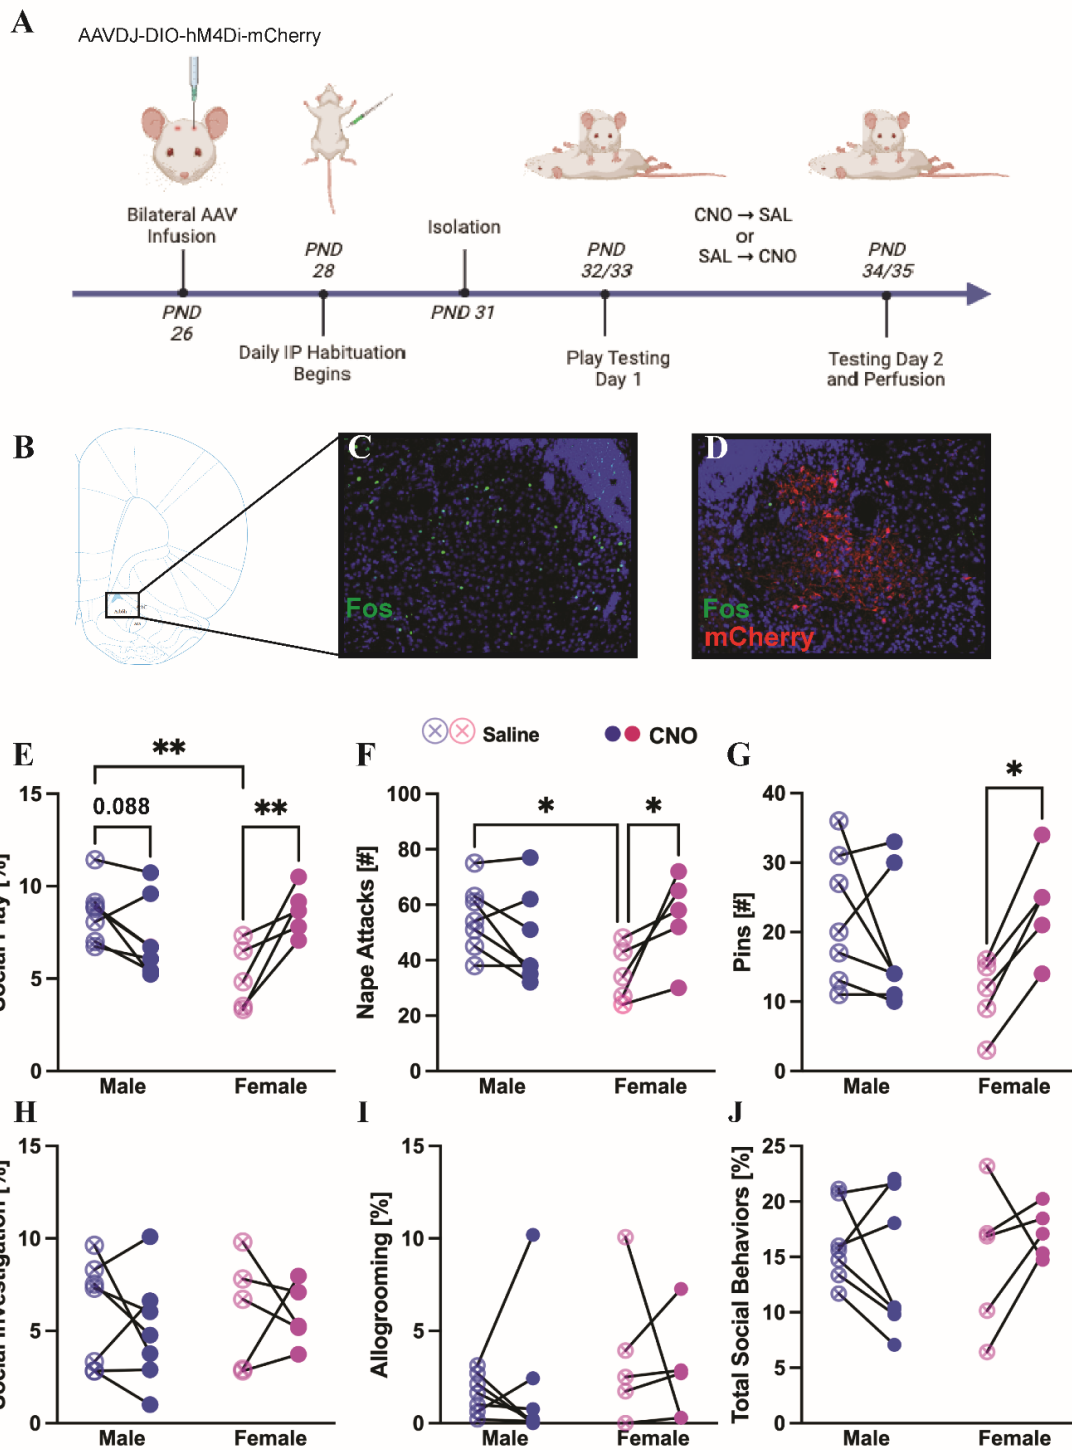 A
AAVDJ-DIO-hM4Di-mCherry
Bilateral AAV
Infusion
PND
28
Isolation
PND
32/33
CNO → SAL
or
SAL → CNO
PND
34/35
PND
26
Daily IP Habituation
Begins
PND 31
Play Testing
Day 1
Testing Day 2
and Perfusion
B
C
D
Fos
Fos
mCherry
Saline
CNO
E
**
0.088
**
15
10
5
0
Male
Female
F
Nape Attacks [#]
*
*
100
80
60
40
20
0
Male
Female
G
Pins [#]
*
40
30
20
10
0
Male
Female
H
15
10
5
0
Male
Female
I
Allogrooming [%]
15
10
5
0
Male
Female
J
Total Social Behaviors [%]
25
20
15
10
5
0
Male
Female